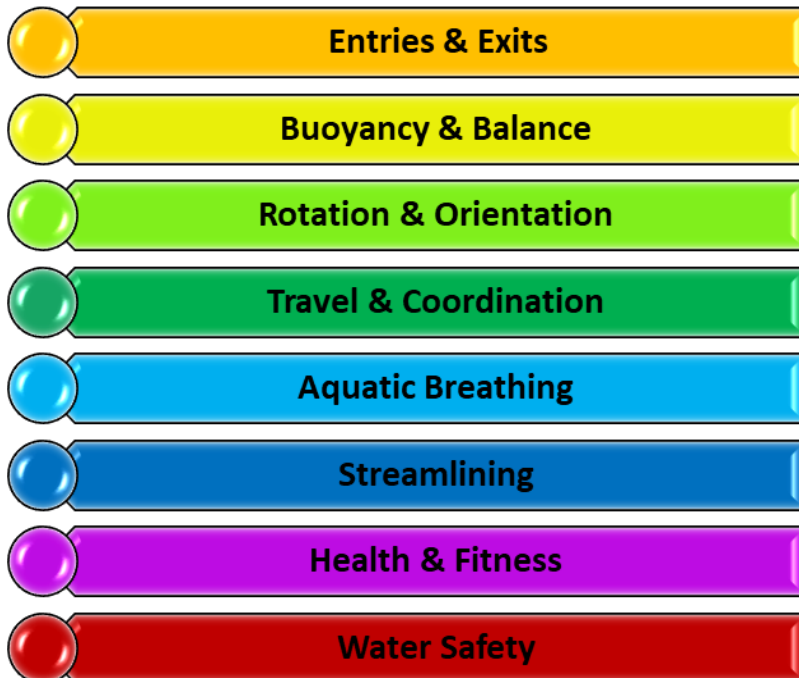 Entries & Exits
Buoyancy & Balance
Rotation & Orientation
Travel & Coordination
Aquatic Breathing
Streamlining
Health & Fitness
Water Safety